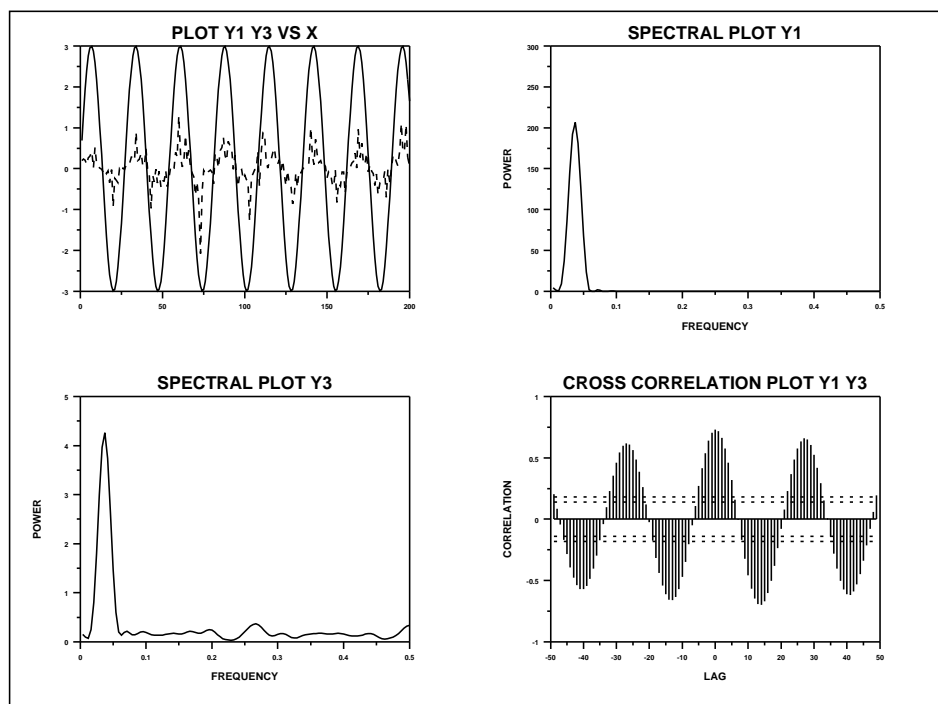 PLOT Y1 Y3 VS X
3
2
1
0
-1
-2
-3
0 50 100 150 200
SPECTRAL PLOT Y1
300
250
200
150
100
50
0
POWER
0 0.1 0.2 0.3 0.4 0.5
FREQUENCY
SPECTRAL PLOT Y3
5
4
3
2
1
0
POWER
0 0.1 0.2 0.3 0.4 0.5
FREQUENCY
CROSS CORRELATION PLOT Y1 Y3
1
0.5
0
-0.5
-1
CORRELATION
-50 -40 -30 -20 -10 0 10 20 30 40 50
LAG